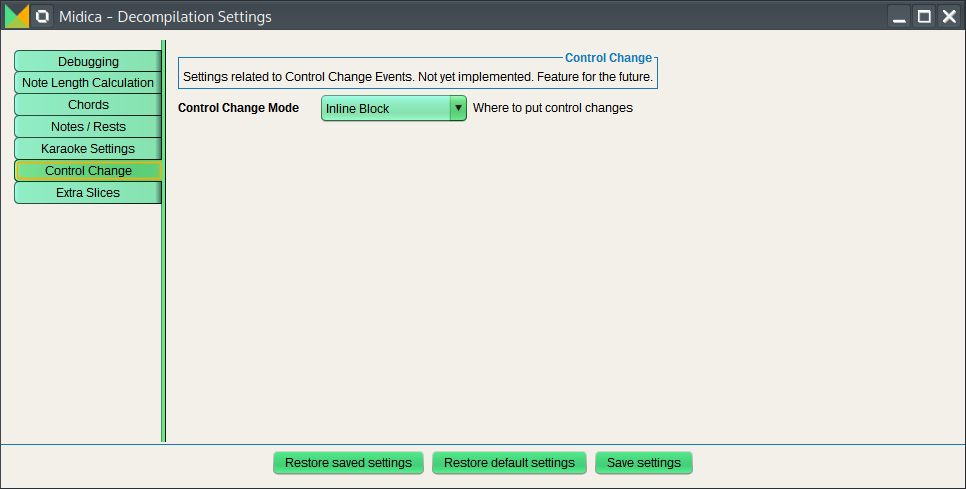 Midica - Decompilation Settings
Debugging
Note Length Calculation
Chords
Notes / Rests
Karaoke Settings
Control Change
Extra Slices
Control Change
Settings related to Control Change Events. Not yet implemented. Feature for the future.
Control Change Mode Inline Block Where to put control changes
Restore saved settings Restore default settings Save settings